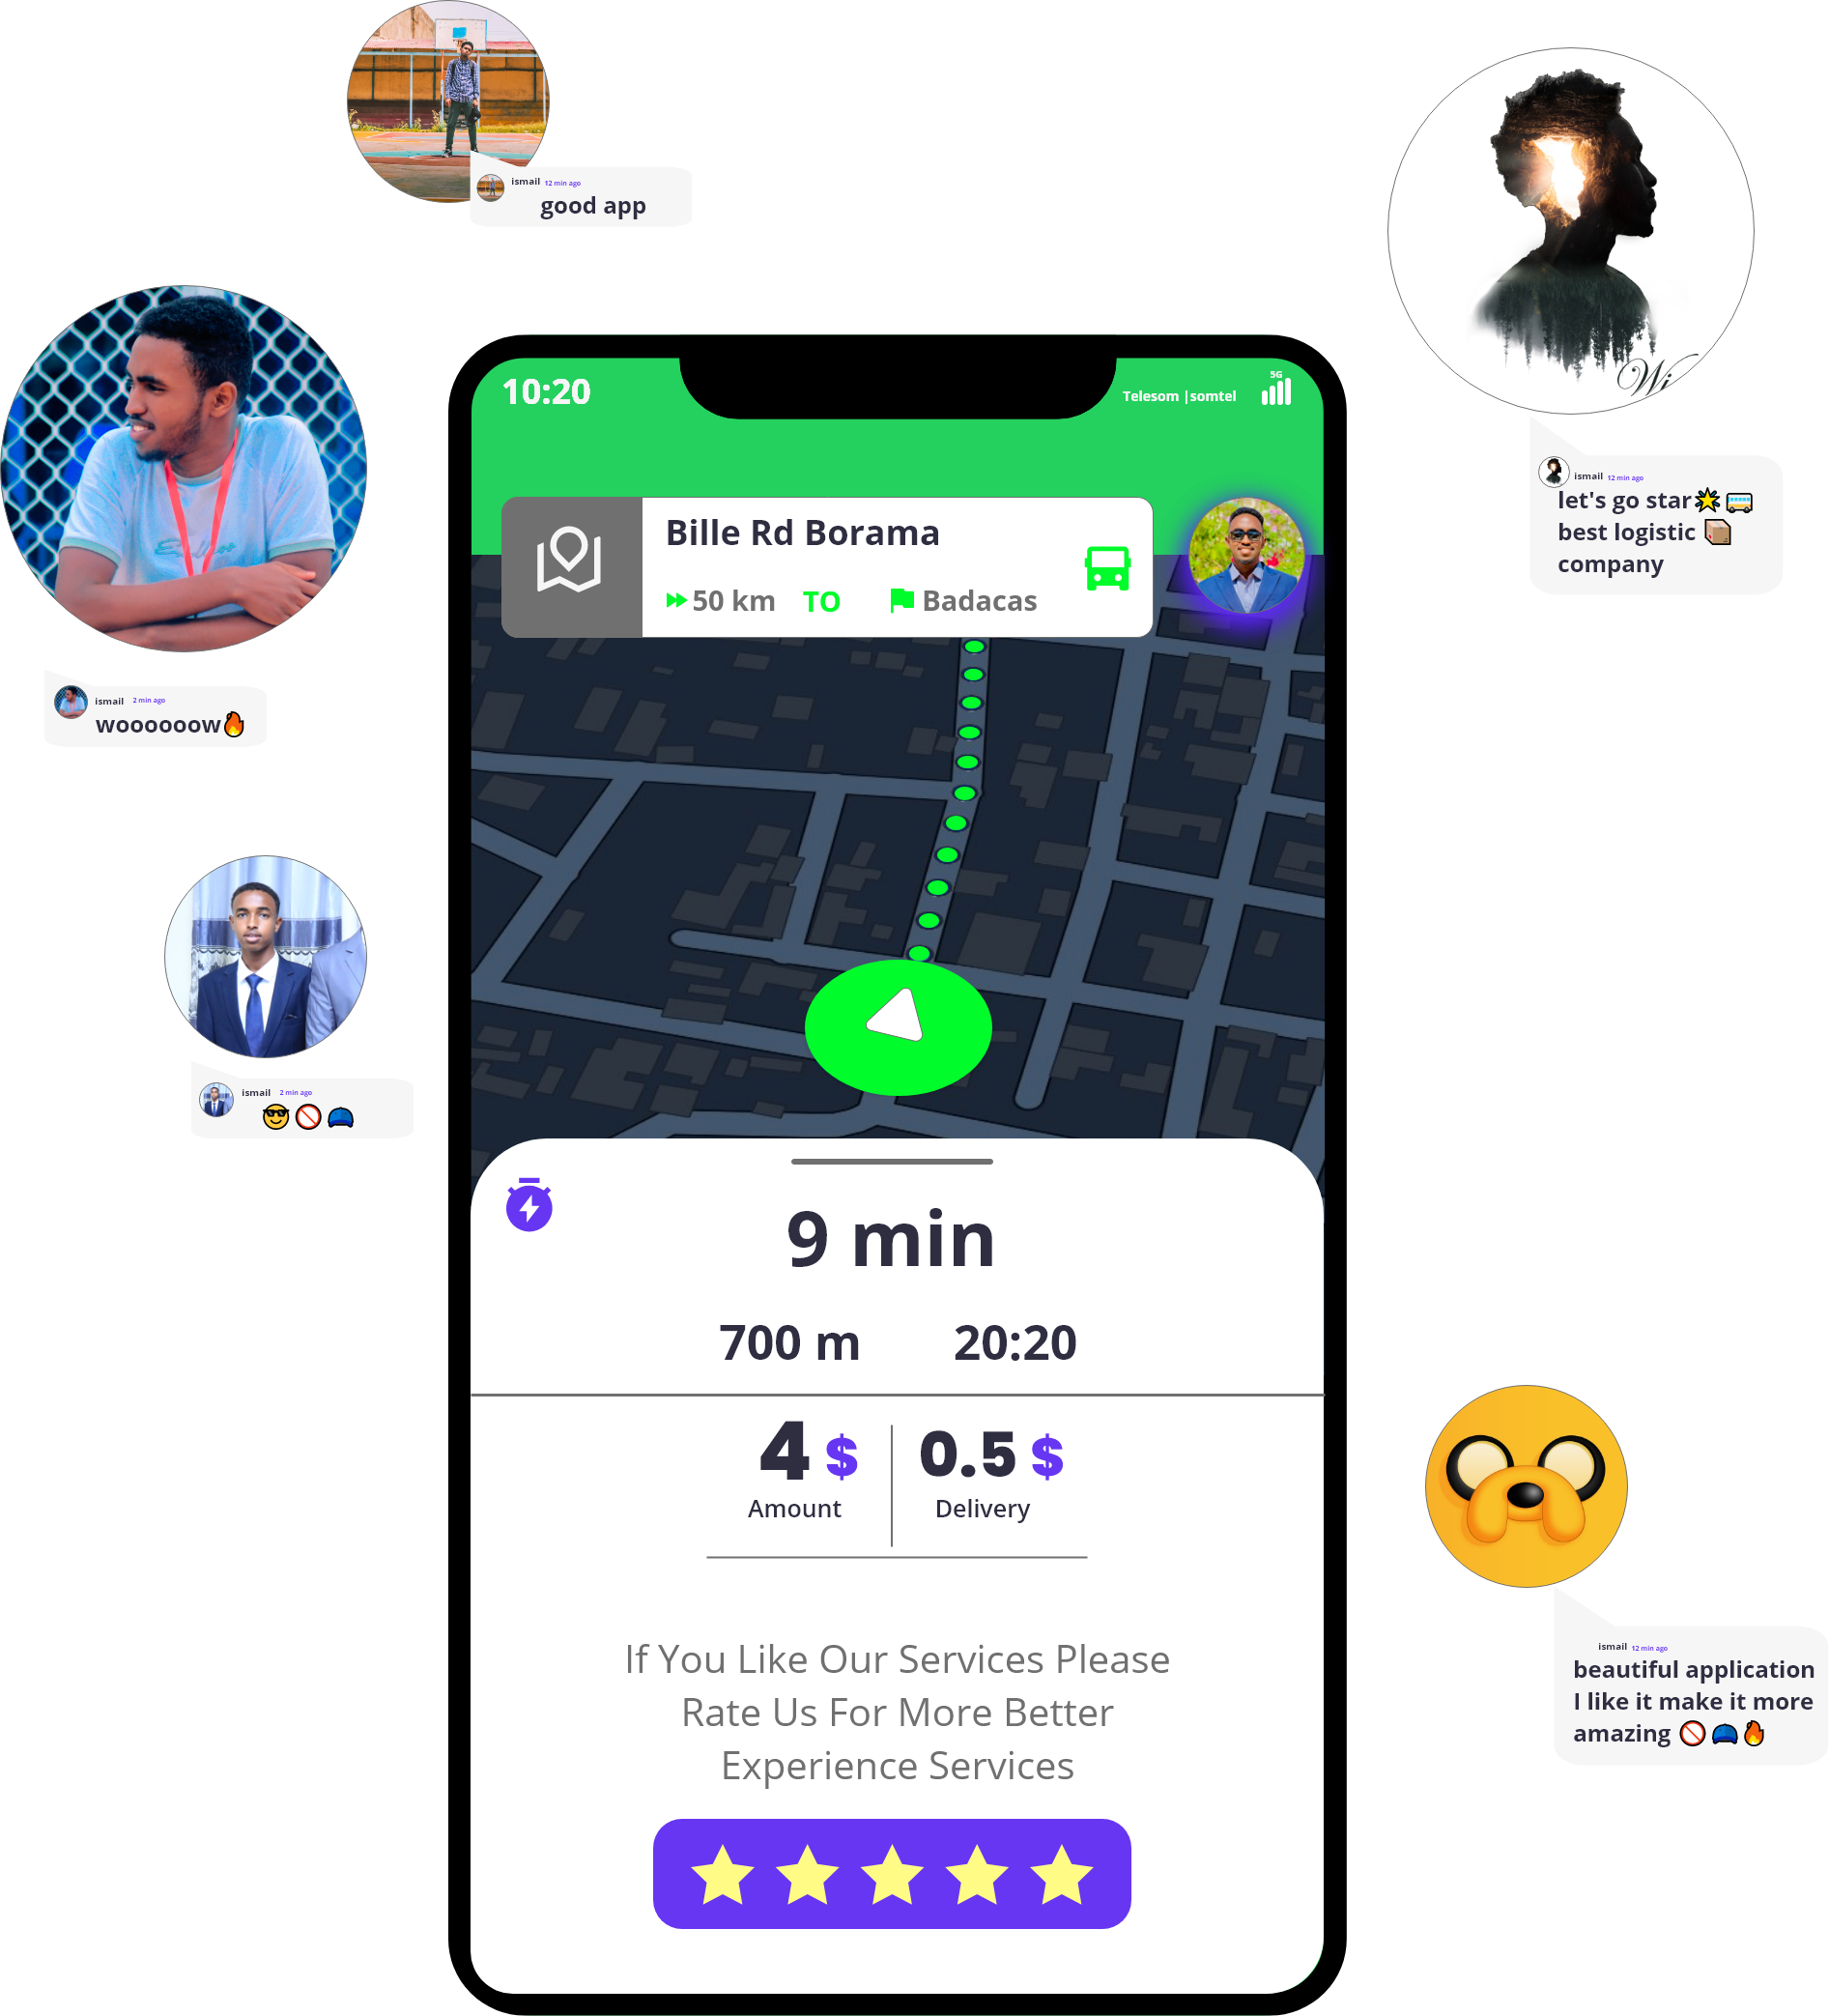 ismail 12 min ago
good app
Wi
ismail 2 min ago
woooooow🔥
ismail 12 min ago
let's go star🌟🚌
best logistic 📦
company
ismail 2 min ago
😎🚫🧢
10:20
Telesom |somtel
5G
Bille Rd Borama
50 km TO Badacas
9 min
700 m 20:20
4 $ 0.5 $
Amount Delivery
If You Like Our Services Please
Rate Us For More Better
Experience Services
ismail 12 min ago
beautiful application
I like it make it more
amazing 🚫🧢🔥